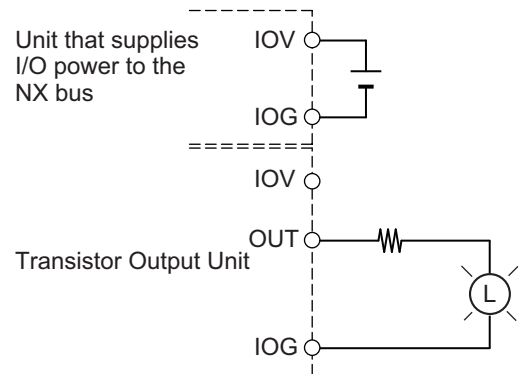 Unit that supplies
I/O power to the
NX bus
IOV
IOG
IOV
OUT
Transistor Output Unit
L
IOG